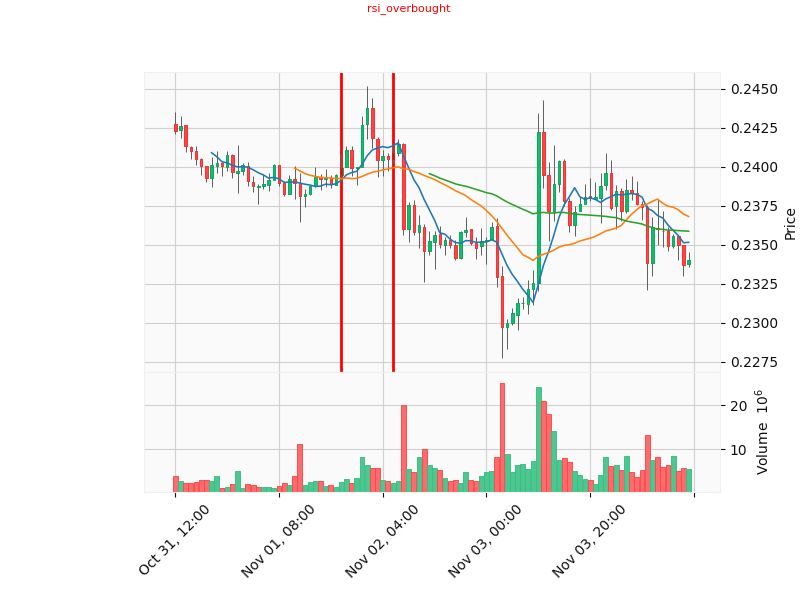 rsi_overbought
0.2450
0.2425
0.2400
0.2375
0.2350
0.2325
0.2300
0.2275
Price
20
10
Volume 10^6
Oct 31, 12:00
Nov 01, 08:00
Nov 02, 04:00
Nov 03, 00:00
Nov 03, 20:00